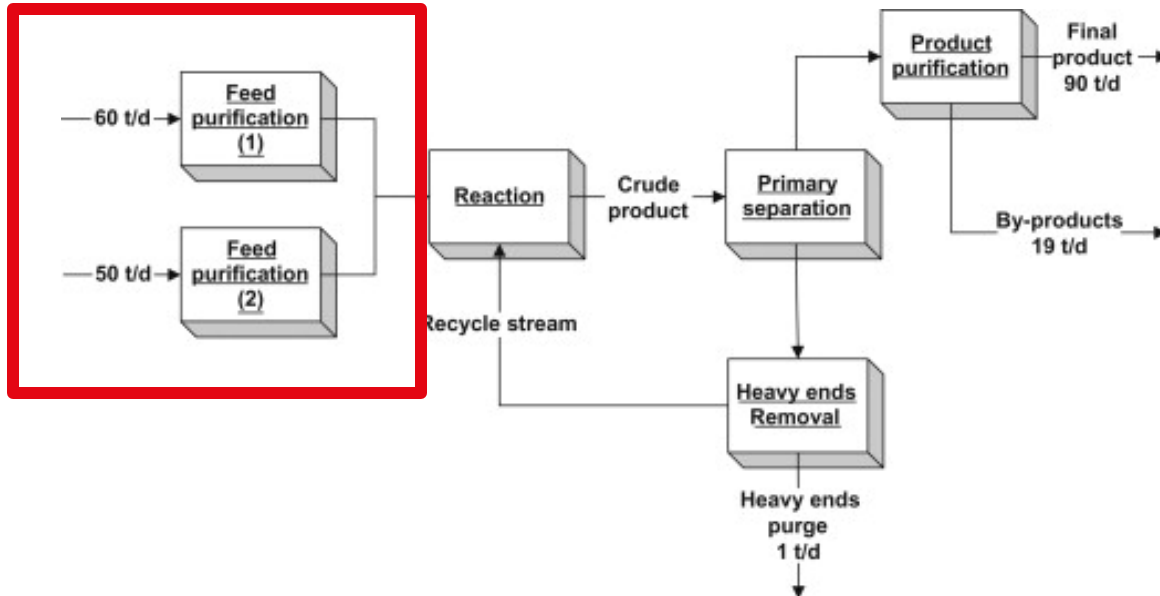 60 t/d
Feed
purification
(1)
50 t/d
Feed
purification
(2)
Reaction
Recycle stream
Crude
product
Primary
separation
Product
purification
Final
product
90 t/d
By-products
19 t/d
Heavy ends
Removal
Heavy ends
purge
1 t/d